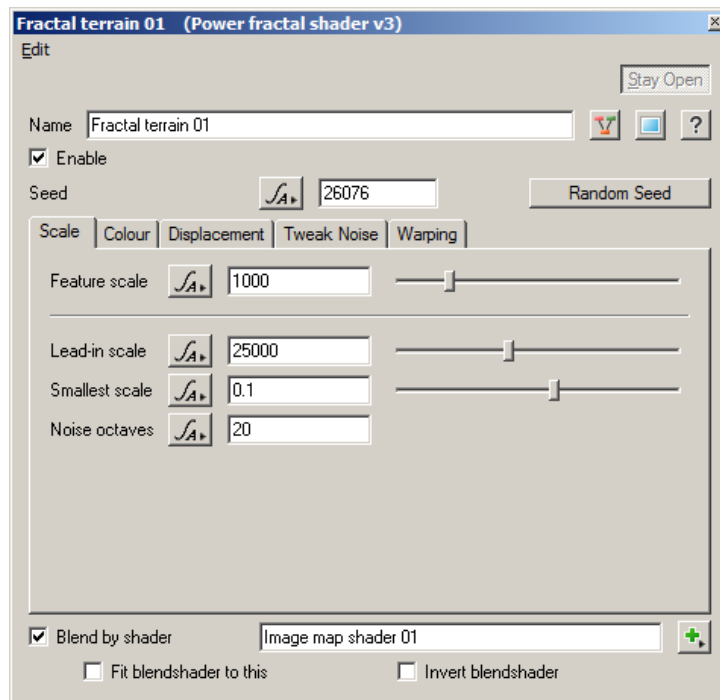 Fractal terrain 01 (Power fractal shader v3)
Edit
Stay Open
Name Fractal terrain 01 ?
Enable
Seed 26076 Random Seed
Scale Colour Displacement Tweak Noise Warping
Feature scale 1000
Lead-in scale 25000
Smallest scale 0.1
Noise octaves 20
Blend by shader Image map shader 01
Fit blendshader to this Invert blendshader